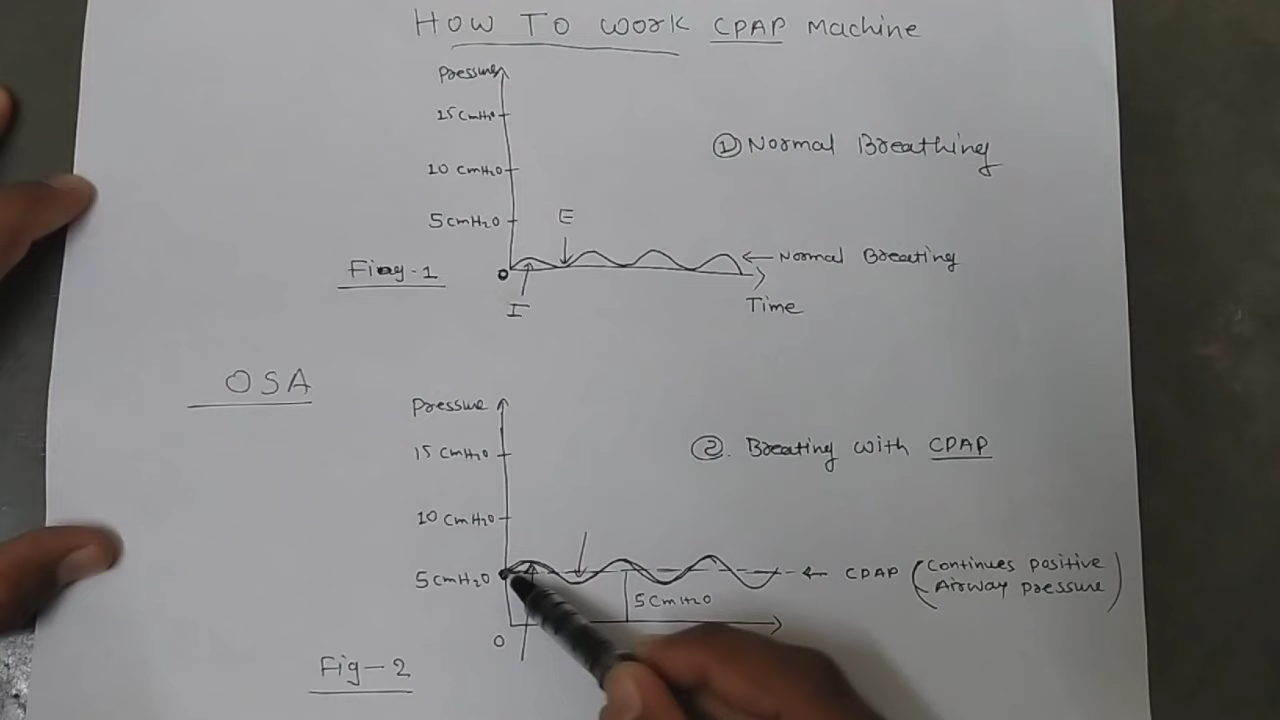 HOW TO WORK CPAP Machine
Pressure
15 CmH2O
10 CmH2O
① Normal Breathing
5 CmH2O
E
Normal Breating
Fig-1
0
I
Time
OSA
Pressure
15 CmH2O
② Breating with CPAP
10 CmH2O
5 CmH2O
CPAP (Continues positive
Airway pressure)
5 CmH2O
0
Fig-2